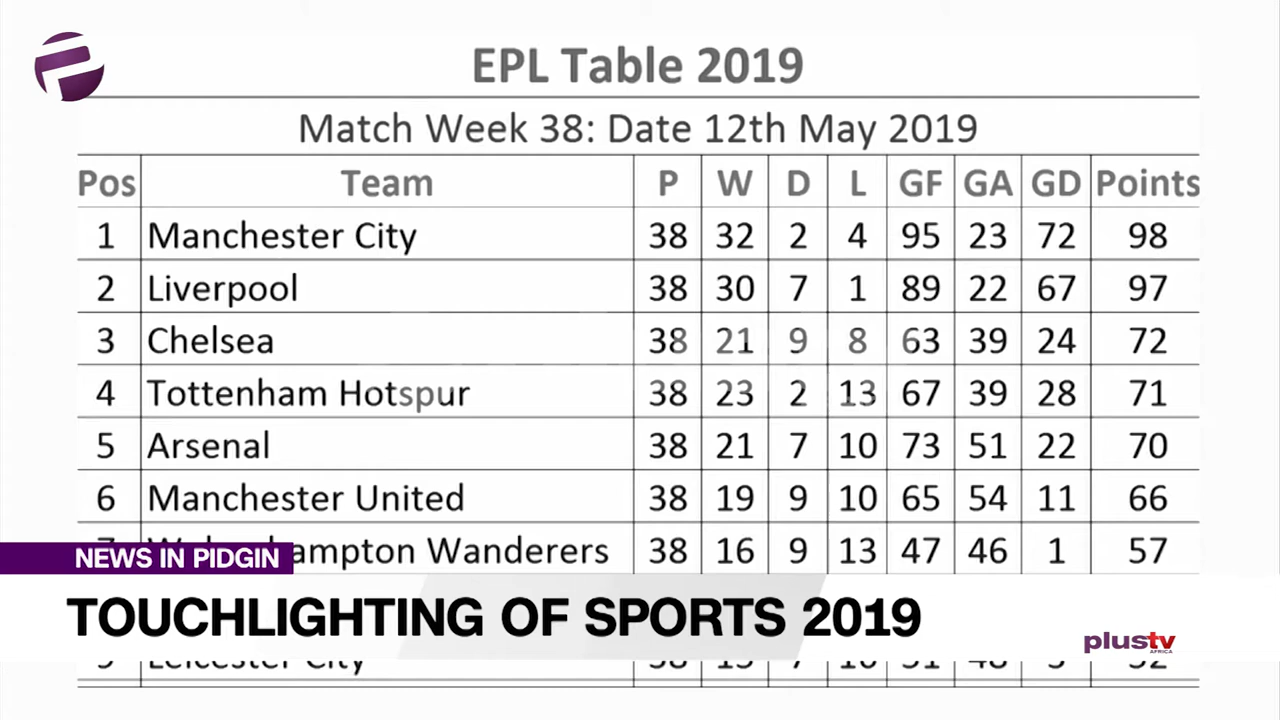 EPL Table 2019
Match Week 38: Date 12th May 2019
Pos Team P W D L GF GA GD Points
1 Manchester City 38 32 2 4 95 23 72 98
2 Liverpool 38 30 7 1 89 22 67 97
3 Chelsea 38 21 9 8 63 39 24 72
4 Tottenham Hotspur 38 23 2 13 67 39 28 71
5 Arsenal 38 21 7 10 73 51 22 70
6 Manchester United 38 19 9 10 65 54 11 66
Wanderers 38 16 9 13 47 46 1 57
NEWS IN PIDGIN
TOUCHLIGHTING OF SPORTS 2019
plustv
AFRICA
Leicester City